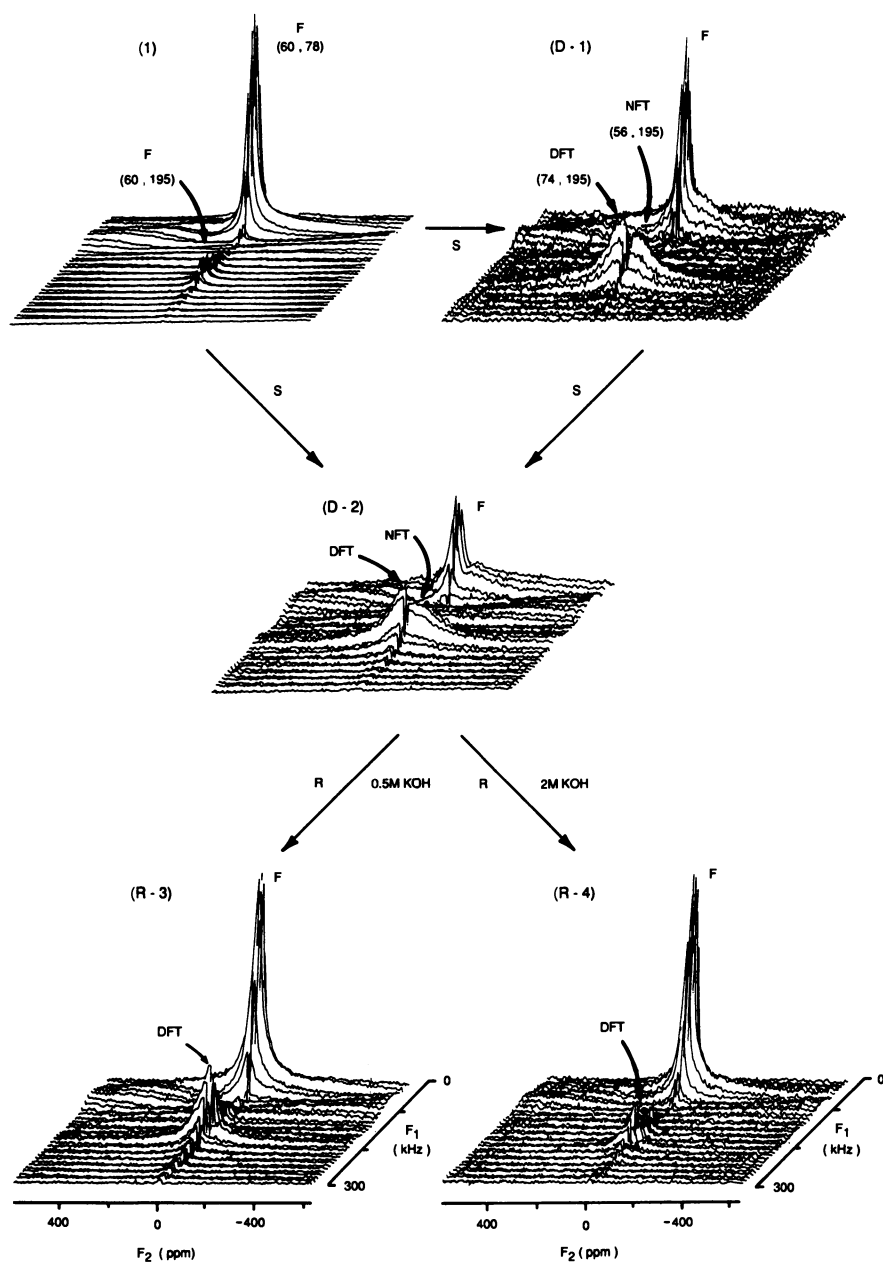 (1)
F
(60 , 78)
F
(60 , 195)
(D - 1)
F
NFT
(56 , 195)
DFT
(74 , 195)
S
S
S
(D - 2)
F
NFT
DFT
R
0.5M KOH
R
2M KOH
(R - 3)
F
DFT
0
F1
( kHz )
300
400
0
-400
F2 ( ppm )
(R - 4)
F
DFT
0
F1
( kHz )
300
400
0
-400
F2 ( ppm )